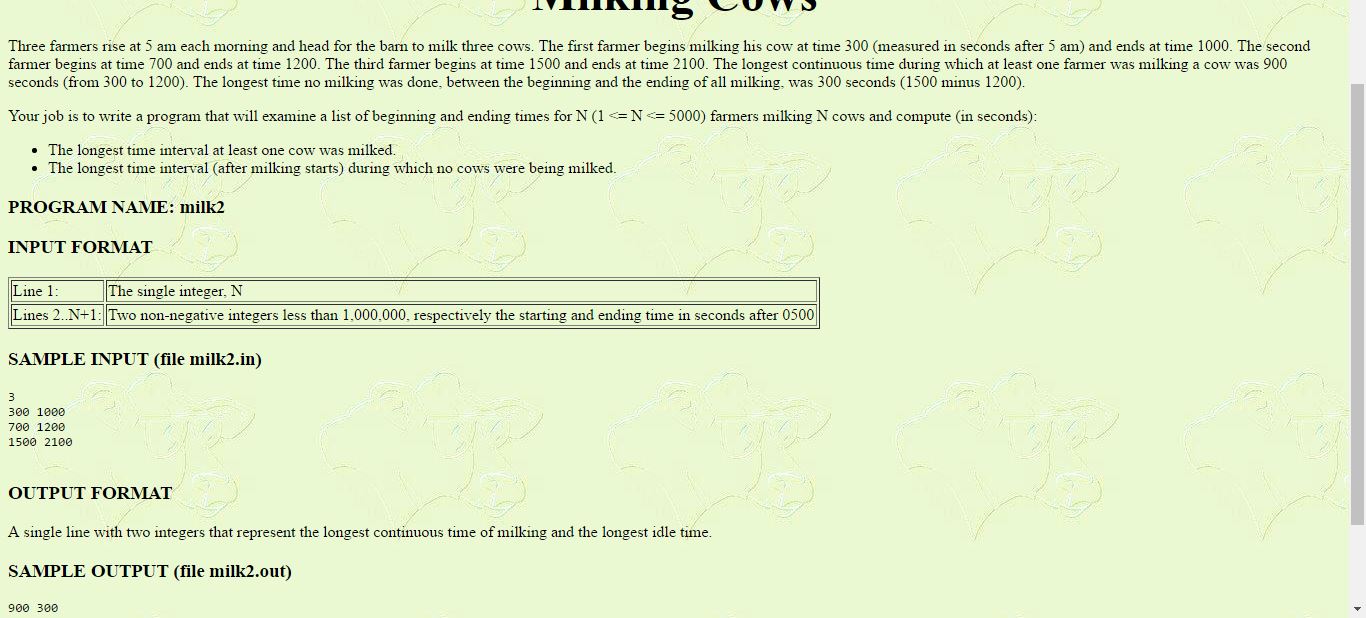 Milking Cows
Three farmers rise at 5 am each morning and head for the barn to milk three cows. The first farmer begins milking his cow at time 300 (measured in seconds after 5 am) and ends at time 1000. The second
farmer begins at time 700 and ends at time 1200. The third farmer begins at time 1500 and ends at time 2100. The longest continuous time during which at least one farmer was milking a cow was 900
seconds (from 300 to 1200). The longest time no milking was done, between the beginning and the ending of all milking, was 300 seconds (1500 minus 1200).
Your job is to write a program that will examine a list of beginning and ending times for N (1 <= N <= 5000) farmers milking N cows and compute (in seconds):
• The longest time interval at least one cow was milked.
• The longest time interval (after milking starts) during which no cows were being milked.
PROGRAM NAME: milk2
INPUT FORMAT
Line 1: The single integer, N
Lines 2..N+1: Two non-negative integers less than 1,000,000, respectively the starting and ending time in seconds after 0500
SAMPLE INPUT (file milk2.in)
3
300 1000
700 1200
1500 2100
OUTPUT FORMAT
A single line with two integers that represent the longest continuous time of milking and the longest idle time.
SAMPLE OUTPUT (file milk2.out)
900 300